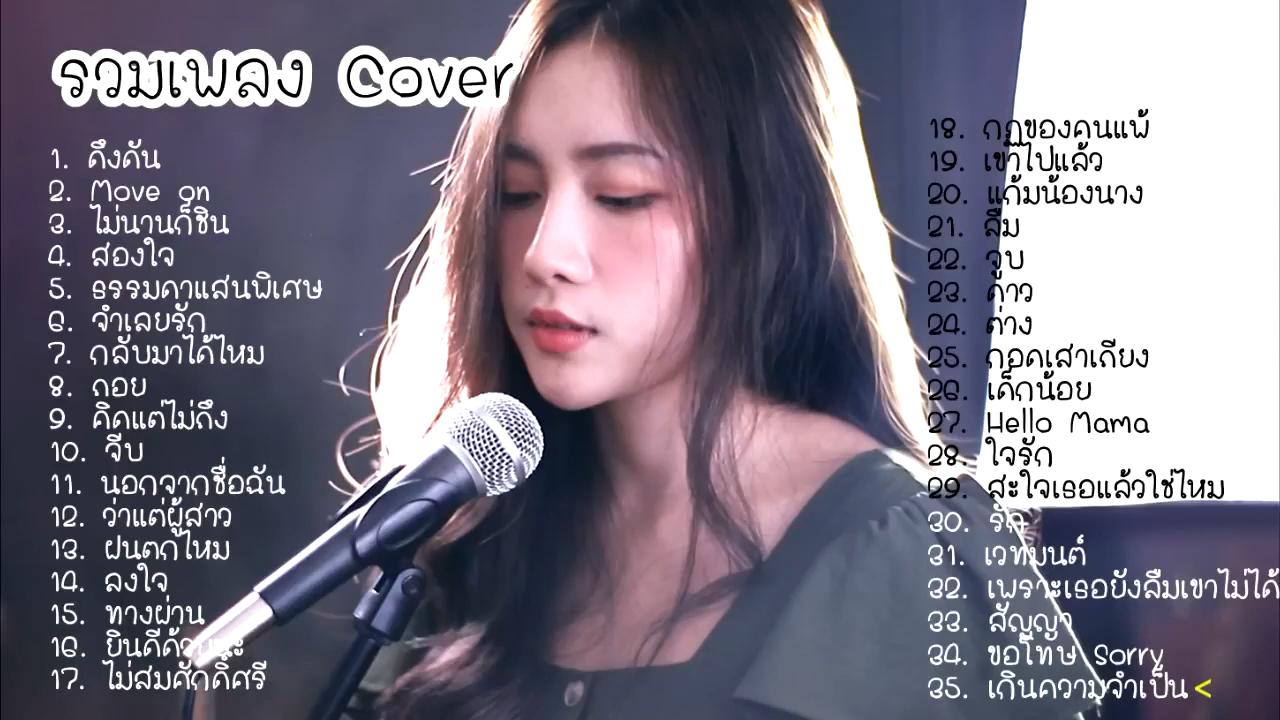 รวมเพลง Cover
1. ดึงดัน
2. Move on
3. ไม่นานก็ชิน
4. สองใจ
5. ธรรมดาแสนพิเศษ
6. จำเลยรัก
7. กลับมาได้ไหม
8. ถอย
9. คิดแต่ไม่ถึง
10. จีบ
11. นอกจากชื่อฉัน
12. ว่าแต่ผู้สาว
13. ฝนตกไหม
14. ลงใจ
15. ทางผ่าน
16. ยินดีด้วยนะ
17. ไม่สมศักดิ์ศรี
18. กฎของคนแพ้
19. เขาไปแล้ว
20. แก้มน้องนาง
21. ลืม
22. จูบ
23. ดาว
24. ต่าง
25. กอดเสาเถียง
26. เด็กน้อย
27. Hello Mama
28. ใจรัก
29. สะใจเธอแล้วใช่ไหม
30. รัก
31. เวทมนต์
32. เพราะเธอยังลืมเขาไม่ได้
33. สัญญา
34. ขอโทษ Sorry
35. เกินความจำเป็น <